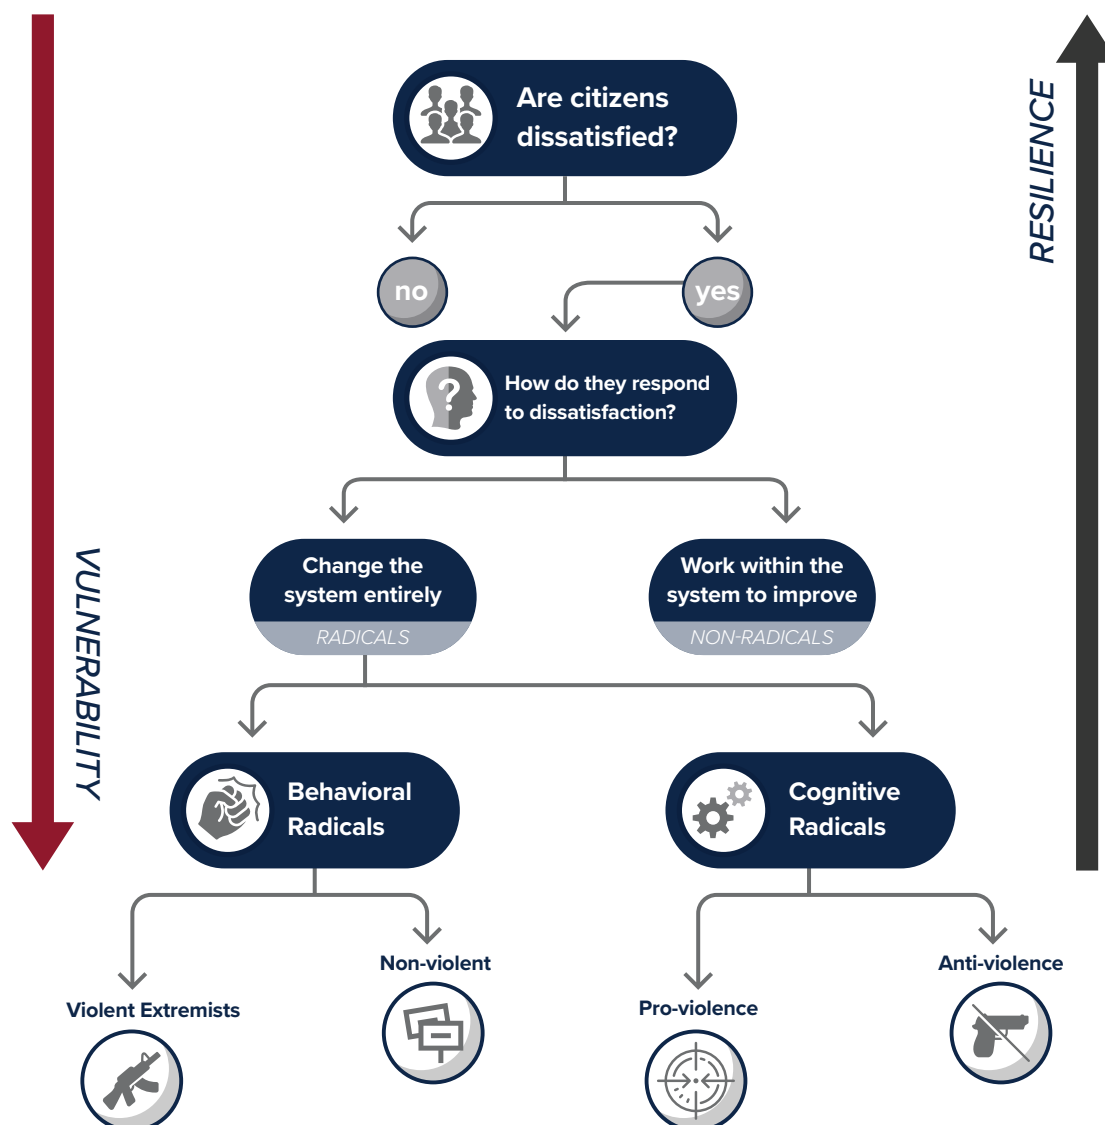 Are citizens
dissatisfied?
RESILIENCE
no
yes
?
How do they respond
to dissatisfaction?
Change the
system entirely
RADICALS
Work within the
system to improve
NON-RADICALS
VULNERABILITY
Behavioral
Radicals
Cognitive
Radicals
Non-violent
Anti-violence
Violent Extremists
Pro-violence